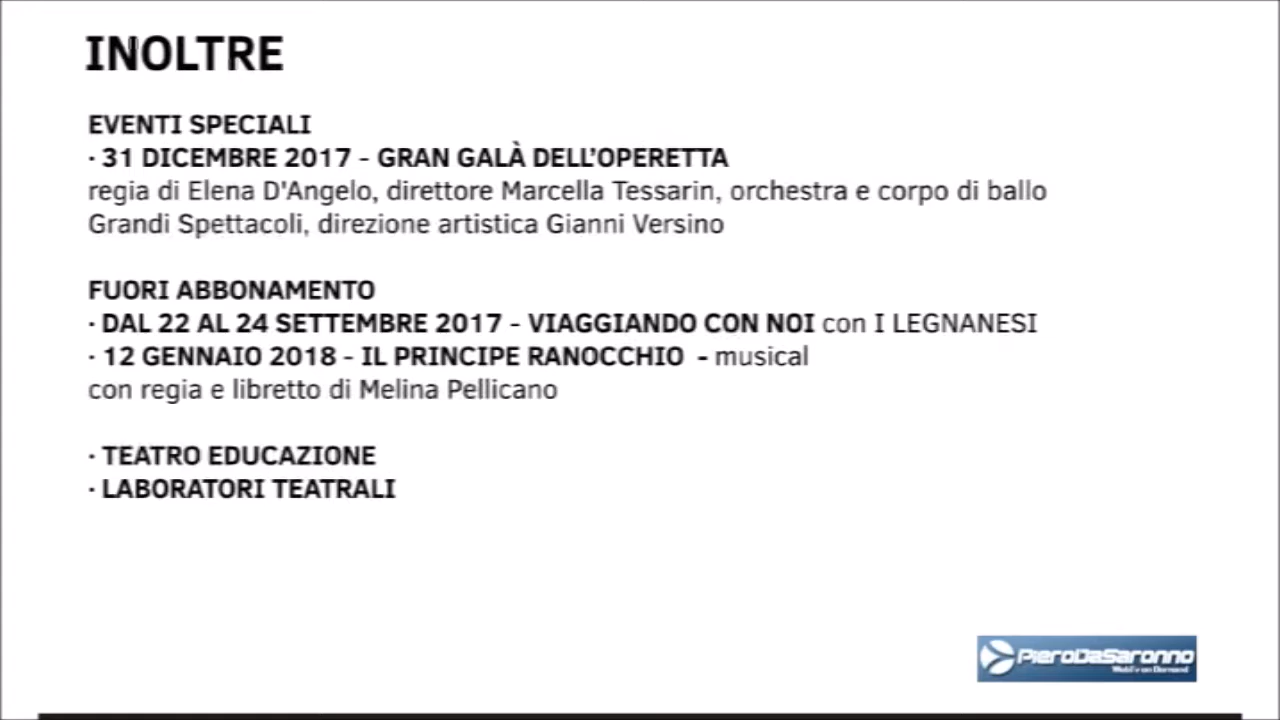 INOLTRE
EVENTI SPECIALI
· 31 DICEMBRE 2017 - GRAN GALÀ DELL'OPERETTA
regia di Elena D'Angelo, direttore Marcella Tessarin, orchestra e corpo di ballo
Grandi Spettacoli, direzione artistica Gianni Versino
FUORI ABBONAMENTO
· DAL 22 AL 24 SETTEMBRE 2017 - VIAGGIANDO CON NOI con I LEGNANESI
· 12 GENNAIO 2018 - IL PRINCIPE RANOCCHIO - musical
con regia e libretto di Melina Pellicano
· TEATRO EDUCAZIONE
· LABORATORI TEATRALI
PieroDaSaronno
WebTv on Demand